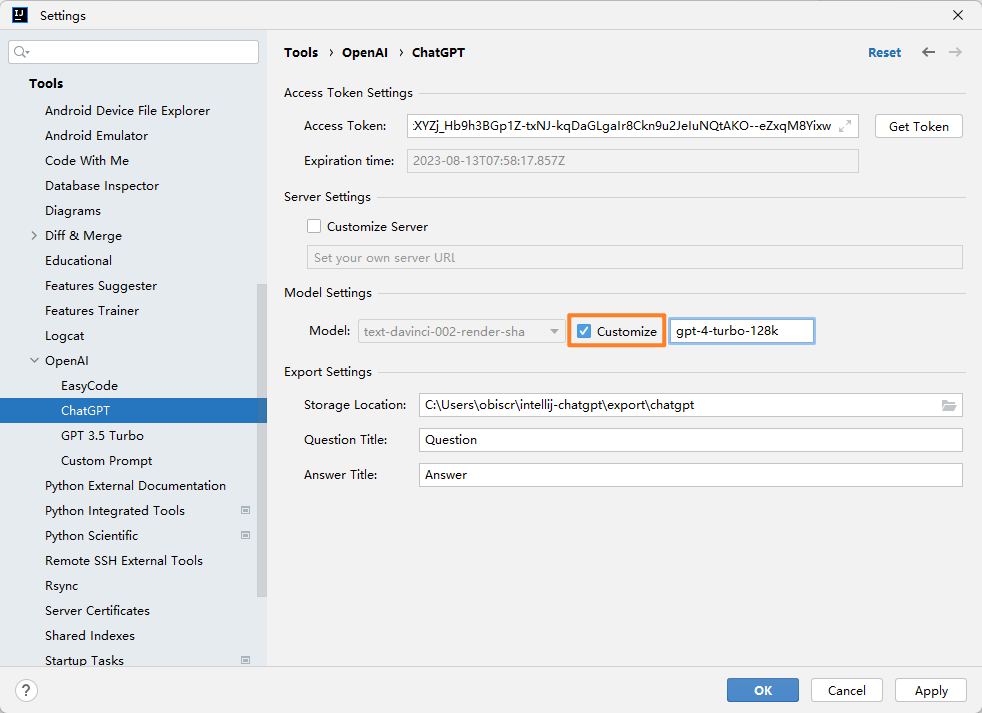 IJ
Settings
Tools
Android Device File Explorer
Android Emulator
Code With Me
Database Inspector
Diagrams
Diff & Merge
Educational
Features Suggester
Features Trainer
Logcat
OpenAI
EasyCode
ChatGPT
GPT 3.5 Turbo
Custom Prompt
Python External Documentation
Python Integrated Tools
Python Scientific
Remote SSH External Tools
Rsync
Server Certificates
Shared Indexes
Startup Tasks
Tools › OpenAI › ChatGPT
Reset
Access Token Settings
Access Token: :XYZj_Hb9h3BGp1Z-txNJ-kqDaGLgaIr8Ckn9u2JeIuNQtAKO--eZxqM8Yixw Get Token
Expiration time: 2023-08-13T07:58:17.857Z
Server Settings
Customize Server
Set your own server URL
Model Settings
Model: text-davinci-002-render-sha Customize gpt-4-turbo-128k
Export Settings
Storage Location: C:\Users\obiscr\intellij-chatgpt\export\chatgpt
Question Title: Question
Answer Title: Answer
? OK Cancel Apply